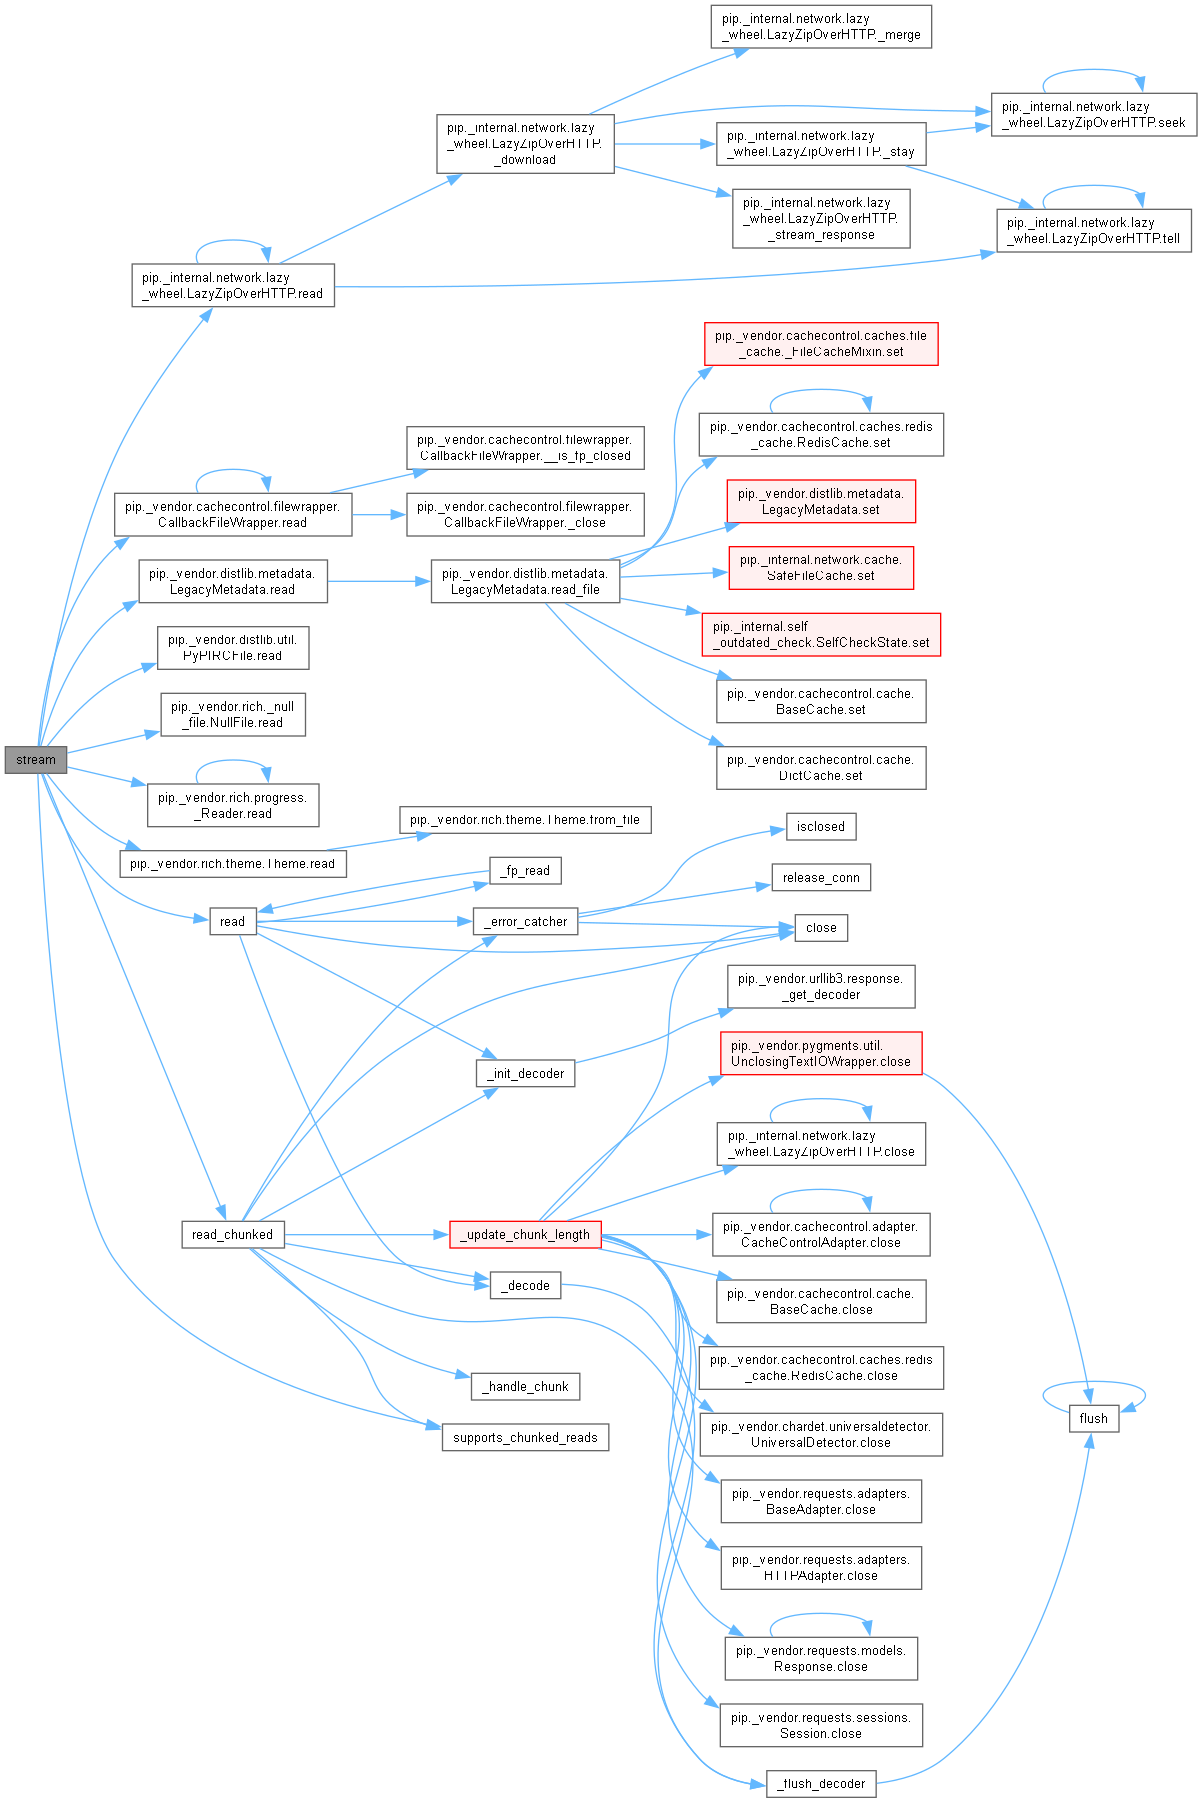 pip._internal.network.lazy
_wheel.LazyZipOverHTTP._merge
pip._internal.network.lazy
_wheel.LazyZipOverHTTP.seek
pip._internal.network.lazy
_wheel.LazyZipOverHTTP.
_download
pip._internal.network.lazy
_wheel.LazyZipOverHTTP._stay
pip._internal.network.lazy
_wheel.LazyZipOverHTTP.
_stream_response
pip._internal.network.lazy
_wheel.LazyZipOverHTTP.tell
pip._internal.network.lazy
_wheel.LazyZipOverHTTP.read
pip._vendor.cachecontrol.caches.file
_cache._FileCacheMixin.set
pip._vendor.cachecontrol.caches.redis
_cache.RedisCache.set
pip._vendor.cachecontrol.filewrapper.
CallbackFileWrapper.__is_fp_closed
pip._vendor.cachecontrol.filewrapper.
CallbackFileWrapper.read
pip._vendor.cachecontrol.filewrapper.
CallbackFileWrapper._close
pip._vendor.distlib.metadata.
LegacyMetadata.set
pip._vendor.distlib.metadata.
LegacyMetadata.read
pip._vendor.distlib.metadata.
LegacyMetadata.read_file
pip._internal.network.cache.
SafeFileCache.set
pip._internal.self
_outdated_check.SelfCheckState.set
pip._vendor.distlib.util.
PyPIRCFile.read
pip._vendor.cachecontrol.cache.
BaseCache.set
pip._vendor.rich._null
_file.NullFile.read
stream
pip._vendor.cachecontrol.cache.
DictCache.set
pip._vendor.rich.progress.
_Reader.read
pip._vendor.rich.theme.Theme.from_file
pip._vendor.rich.theme.Theme.read
isclosed
_fp_read
release_conn
read
_error_catcher
close
pip._vendor.urllib3.response.
_get_decoder
_init_decoder
pip._vendor.pygments.util.
UnclosingTextIOWrapper.close
pip._internal.network.lazy
_wheel.LazyZipOverHTTP.close
read_chunked
_update_chunk_length
pip._vendor.cachecontrol.adapter.
CacheControlAdapter.close
_decode
pip._vendor.cachecontrol.cache.
BaseCache.close
pip._vendor.cachecontrol.caches.redis
_cache.RedisCache.close
_handle_chunk
supports_chunked_reads
pip._vendor.chardet.universaldetector.
UniversalDetector.close
flush
pip._vendor.requests.adapters.
BaseAdapter.close
pip._vendor.requests.adapters.
HTTPAdapter.close
pip._vendor.requests.models.
Response.close
pip._vendor.requests.sessions.
Session.close
_flush_decoder